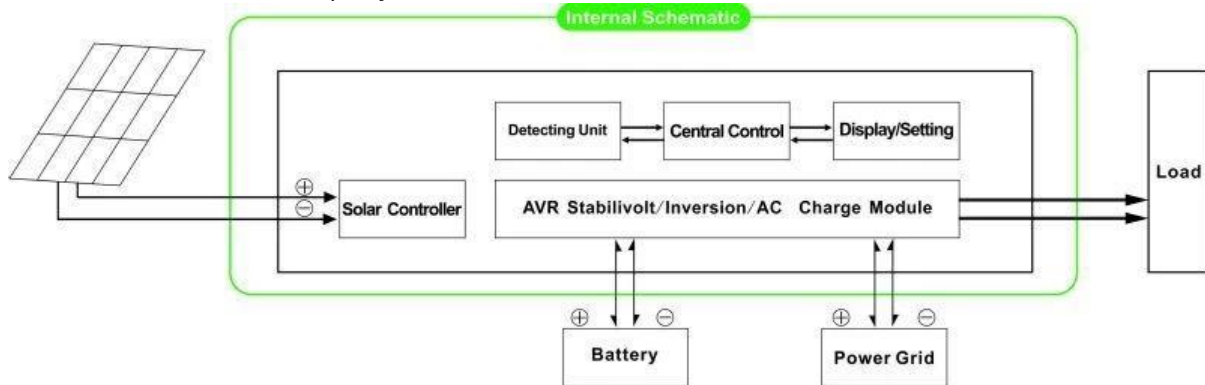 Internal Schematic
Detecting Unit
Central Control
Display/Setting
Load
⊕
⊖
Solar Controller
AVR Stabilivolt/Inversion/AC Charge Module
⊕ ⊖
⊕ ⊖
Battery
Power Grid